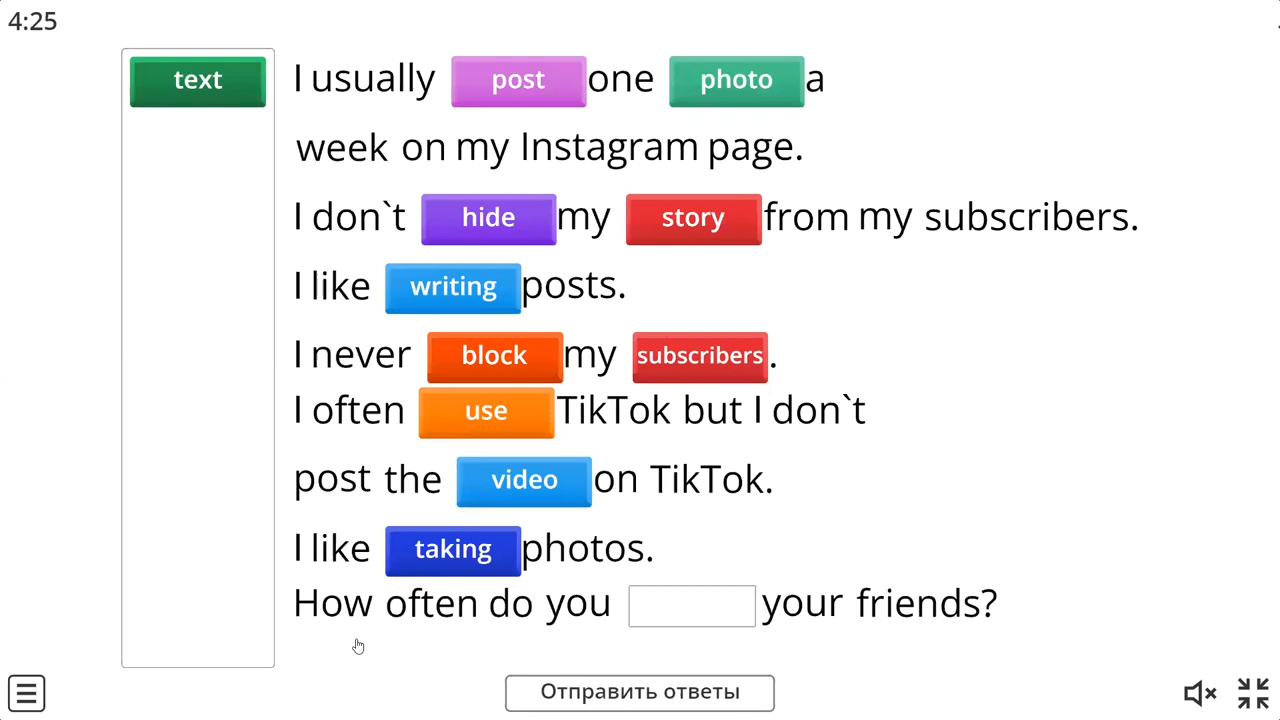 4:25
text
I usually post one photo a
week on my Instagram page.
I don`t hide my story from my subscribers.
I like writing posts.
I never block my subscribers.
I often use TikTok but I don`t
post the video on TikTok.
I like taking photos.
How often do you your friends?
Отправить ответы